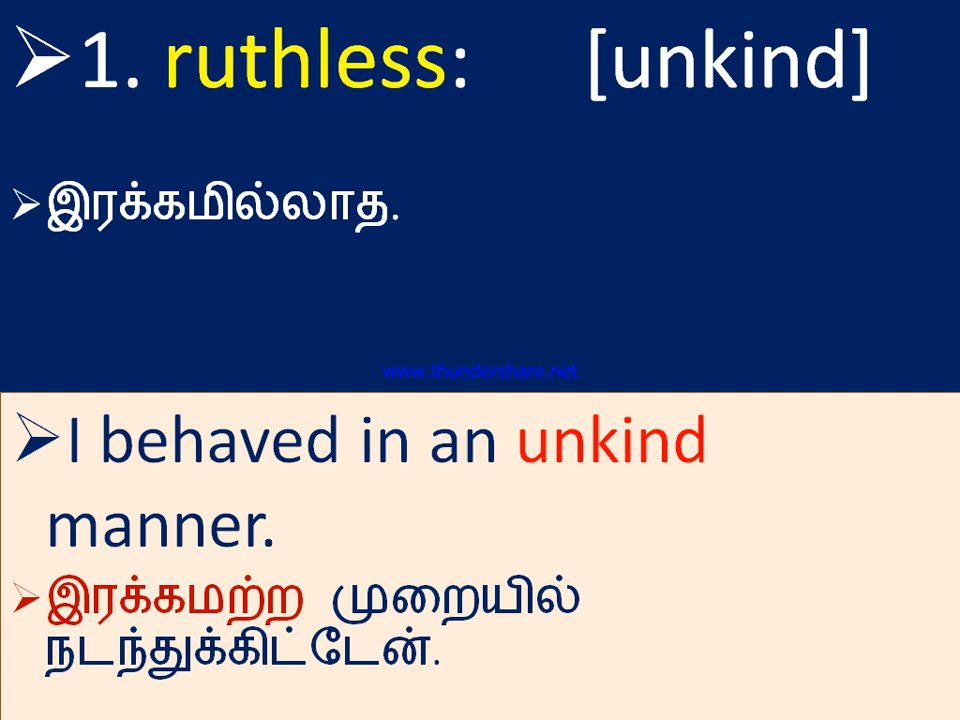 ➢1. ruthless: [unkind]
➢இரக்கமில்லாத.
www.thundershare.net
➢I behaved in an unkind
manner.
➢இரக்கமற்ற முறையில்
நடந்துக்கிட்டேன்.